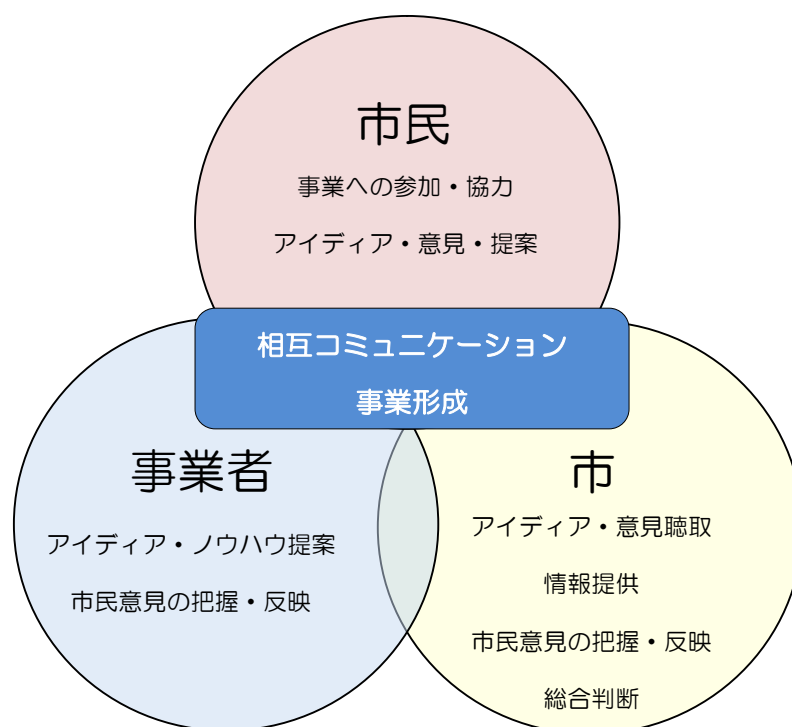 市民
事業への参加・協力
アイディア・意見・提案
相互コミュニケーション
事業形成
事業者
アイディア・ノウハウ提案
市民意見の把握・反映
市
アイディア・意見聴取
情報提供
市民意見の把握・反映
総合判断